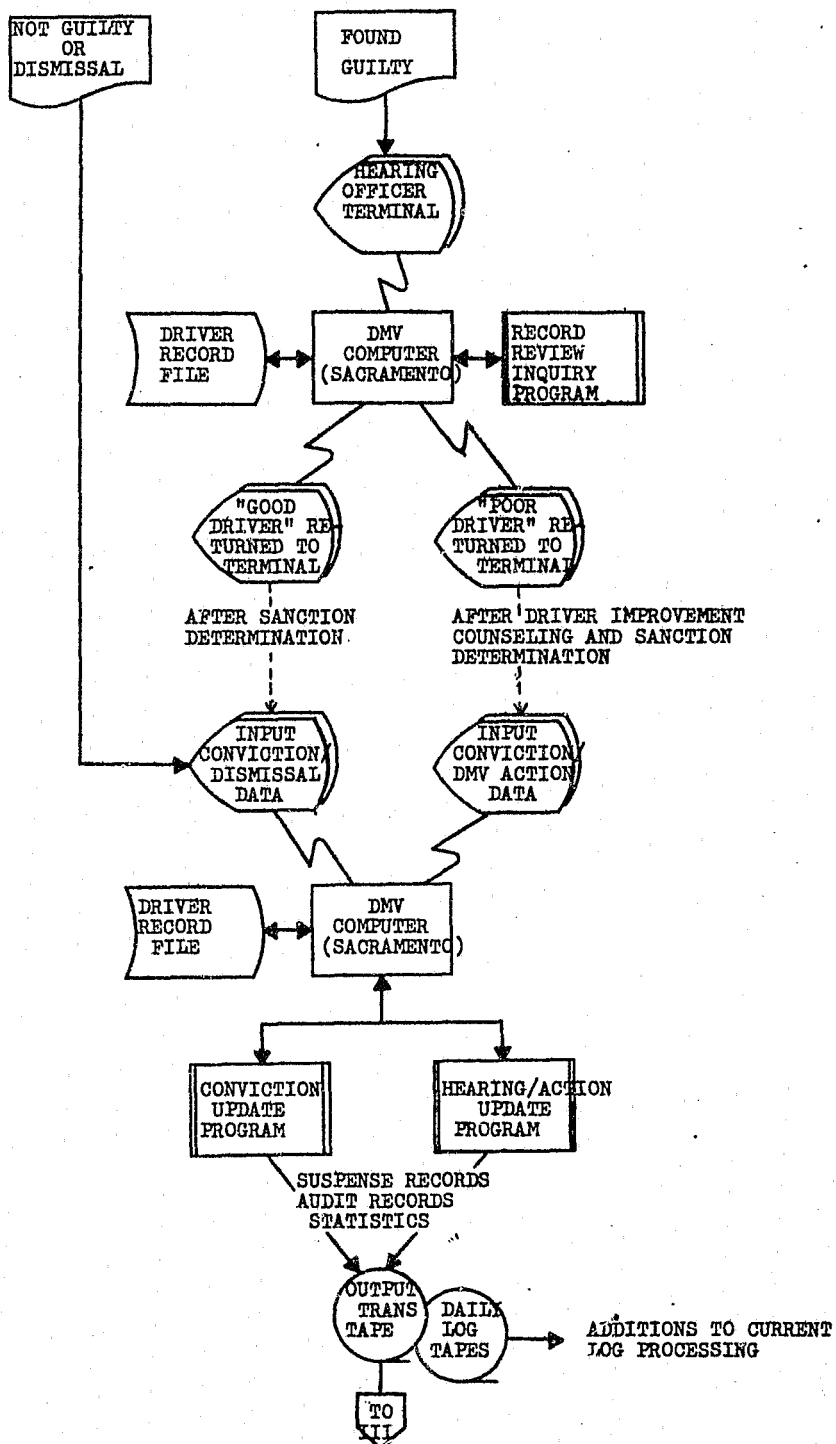 NOT GUILTY
OR
DISMISSAL
FOUND
GUILTY
HEARING
OFFICER
TERMINAL
DRIVER
RECORD
FILE
DMV
COMPUTER
(SACRAMENTO)
RECORD
REVIEW
INQUIRY
PROGRAM
"GOOD
DRIVER" RE-
TURNED TO
TERMINAL
"POOR
DRIVER" RE-
TURNED TO
TERMINAL
AFTER SANCTION
DETERMINATION
AFTER DRIVER IMPROVEMENT
COUNSELING AND SANCTION
DETERMINATION
INPUT
CONVICTION/
DISMISSAL
DATA
INPUT
CONVICTION/
DMV ACTION
DATA
DRIVER
RECORD
FILE
DMV
COMPUTER
(SACRAMENTO)
CONVICTION
UPDATE
PROGRAM
HEARING/ACTION
UPDATE
PROGRAM
SUSPENSE RECORDS
AUDIT RECORDS
STATISTICS
OUTPUT
TRANS
TAPE
DAILY
LOG
TAPES
ADDITIONS TO CURRENT
LOG PROCESSING
TO
III